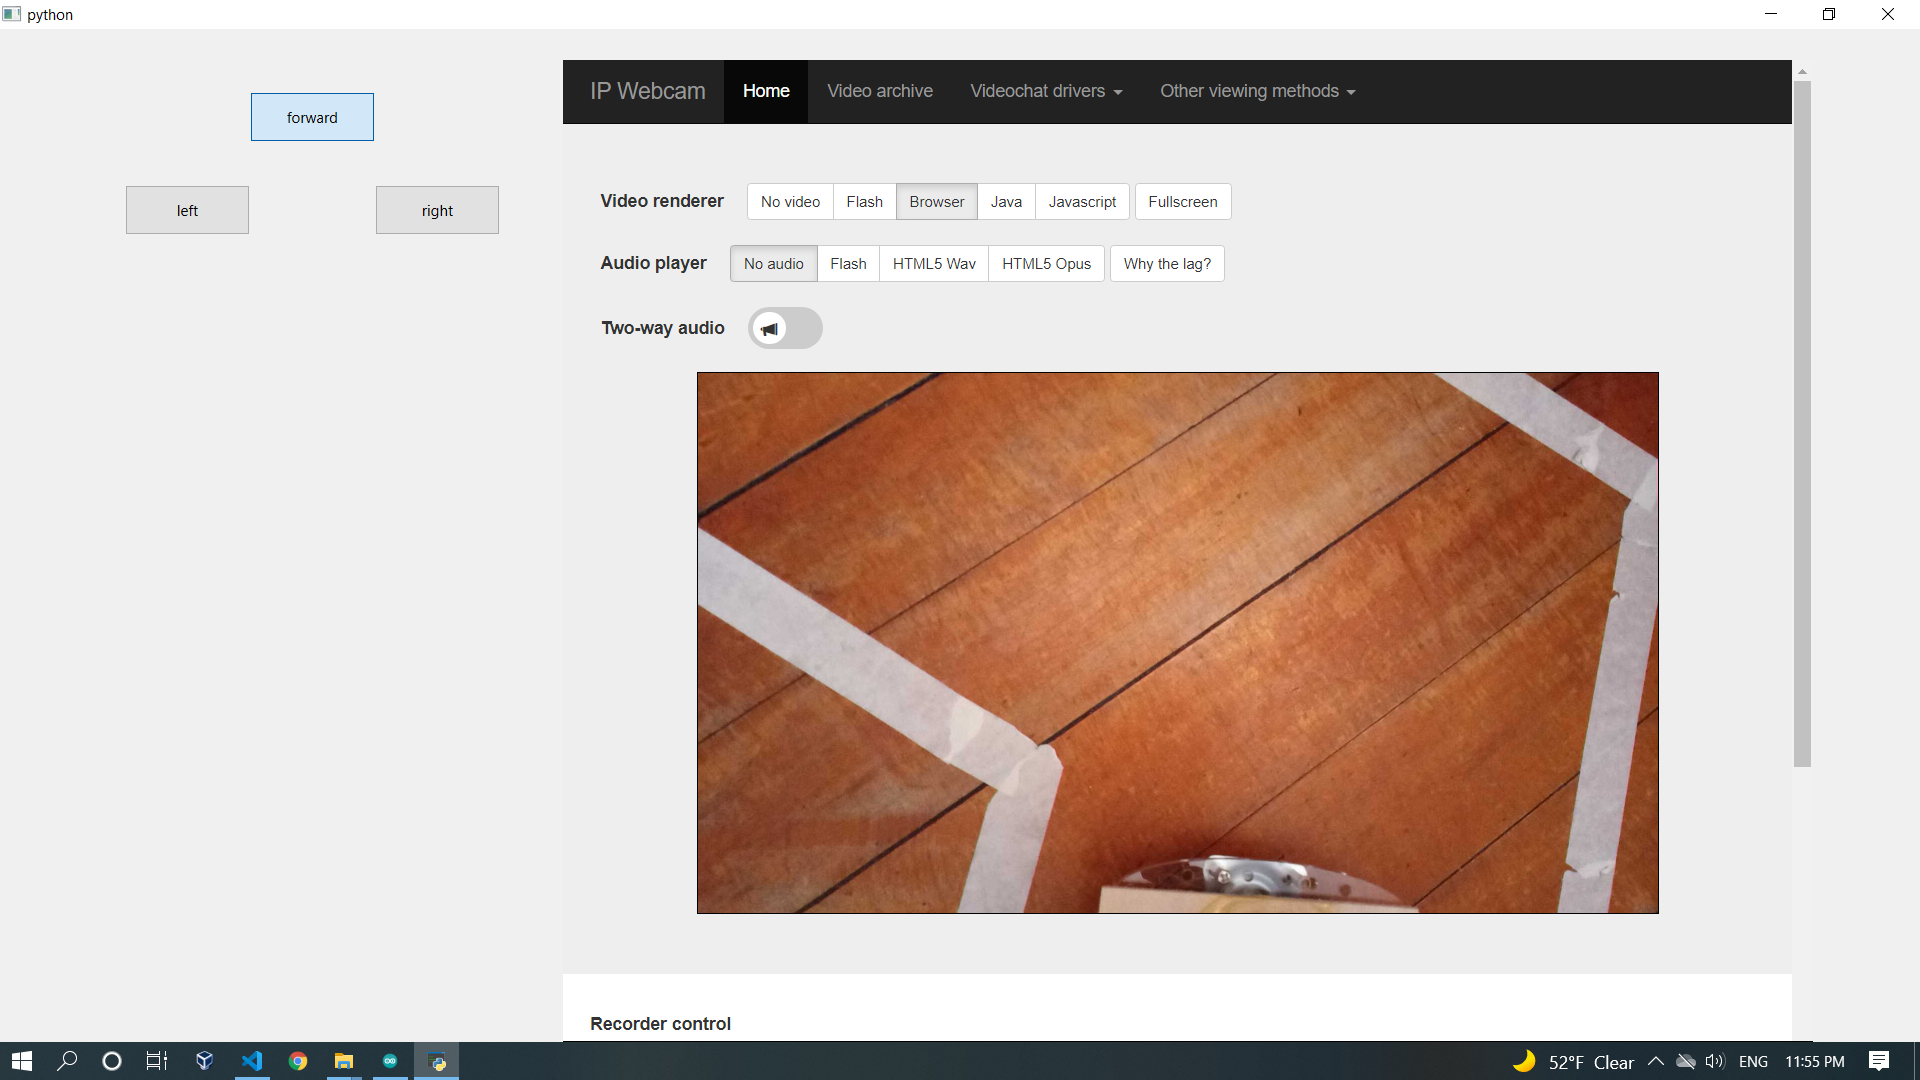 python
forward
left
right
IP Webcam Home Video archive Videochat drivers Other viewing methods
Video renderer No video Flash Browser Java Javascript Fullscreen
Audio player No audio Flash HTML5 Wav HTML5 Opus Why the lag?
Two-way audio
Recorder control
52°F Clear ENG 11:55 PM